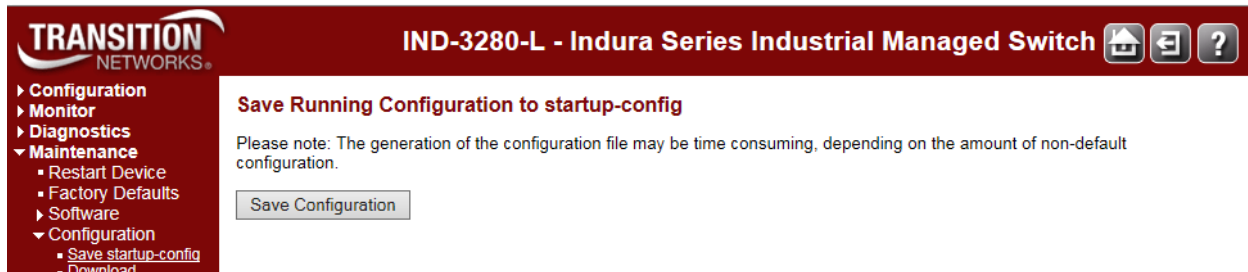 TRANSITION
NETWORKS®
IND-3280-L - Indura Series Industrial Managed Switch
?
Configuration
Monitor
Diagnostics
Maintenance
Restart Device
Factory Defaults
Software
Configuration
Save startup-config
Download
Save Running Configuration to startup-config
Please note: The generation of the configuration file may be time consuming, depending on the amount of non-default
configuration.
Save Configuration